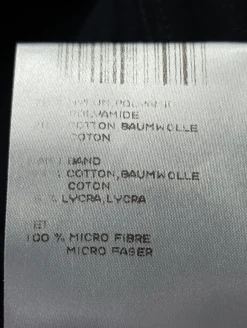 POLYAMIDE
COTTON BAUMWOLLE
COTON
BAND
COTTON,BAUMWOLLE
COTON
% LYCRA,LYCRA
100 % MICRO FIBRE
MICRO FASER